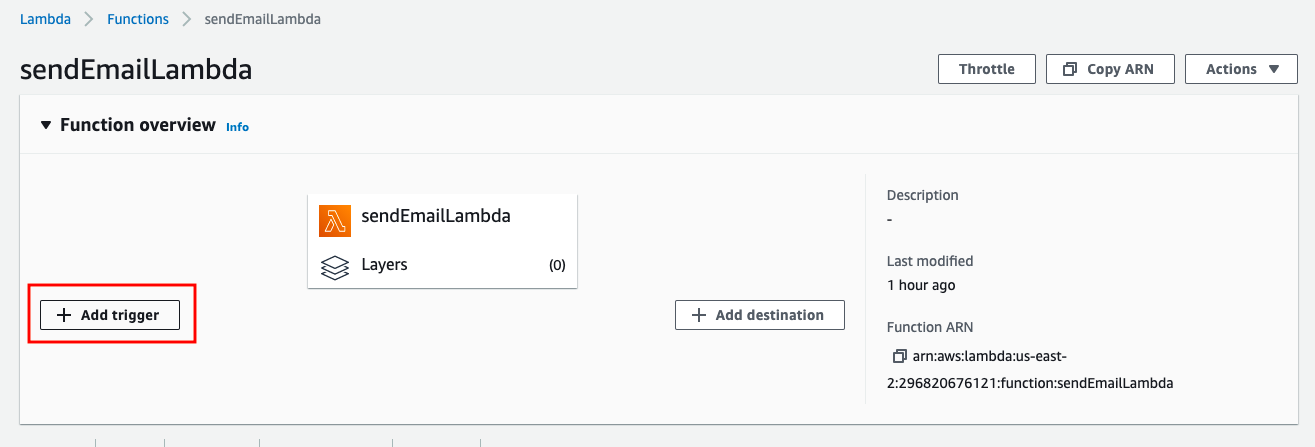 Lambda > Functions > sendEmailLambda
sendEmailLambda
Throttle
Copy ARN
Actions
Function overview Info
sendEmailLambda
Layers (0)
+ Add trigger
+ Add destination
Description
-
Last modified
1 hour ago
Function ARN
arn:aws:lambda:us-east-
2:296820676121:function:sendEmailLambda